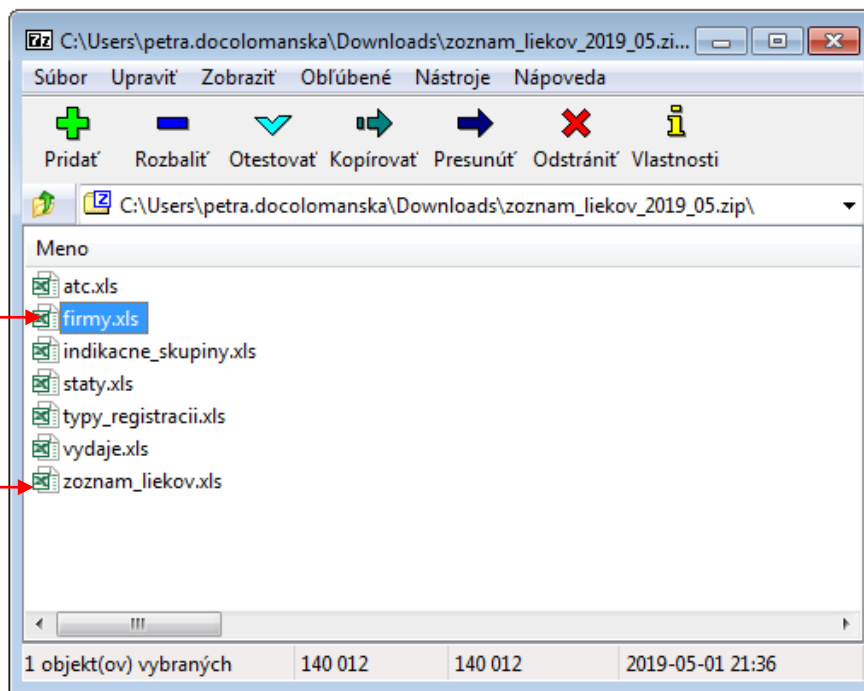 7z C:\Users\petra.docolomanska\Downloads\zoznam_liekov_2019_05.zi...
Súbor Upraviť Zobraziť Obľúbené Nástroje Nápoveda
Pridať Rozbaliť Otestovať Kopírovať Presunúť Odstrániť Vlastnosti
C:\Users\petra.docolomanska\Downloads\zoznam_liekov_2019_05.zip\
Meno
atc.xls
firmy.xls
indikacne_skupiny.xls
staty.xls
typy_registracii.xls
vydaje.xls
zoznam_liekov.xls
1 objekt(ov) vybraných 140 012 140 012 2019-05-01 21:36